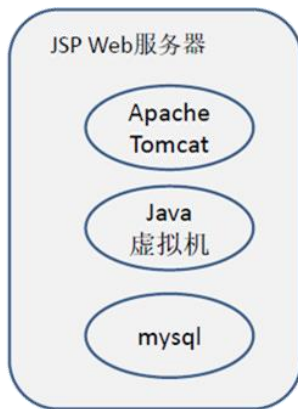 JSP Web服务器
Apache
Tomcat
Java
虚拟机
mysql